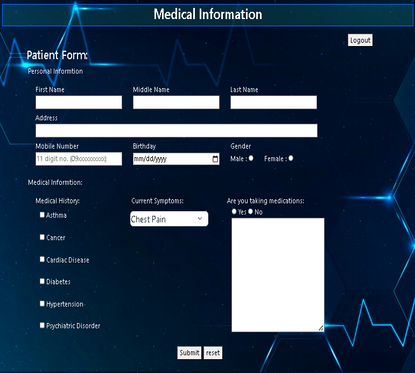 Medical Information
Logout
Patient Form:
Personal Informtion
First Name Middle Name Last Name
Address
Mobile Number Birthday Gender
11 digit no. (09xxxxxxxxx) mm/dd/yyyy Male : Female :
Medical Informtion:
Medical History: Current Symptoms: Are you taking medications:
Yes No
Asthma
Chest Pain
Cancer
Cardiac Disease
Diabetes
Hypertension
Psychiatric Disorder
Submit reset